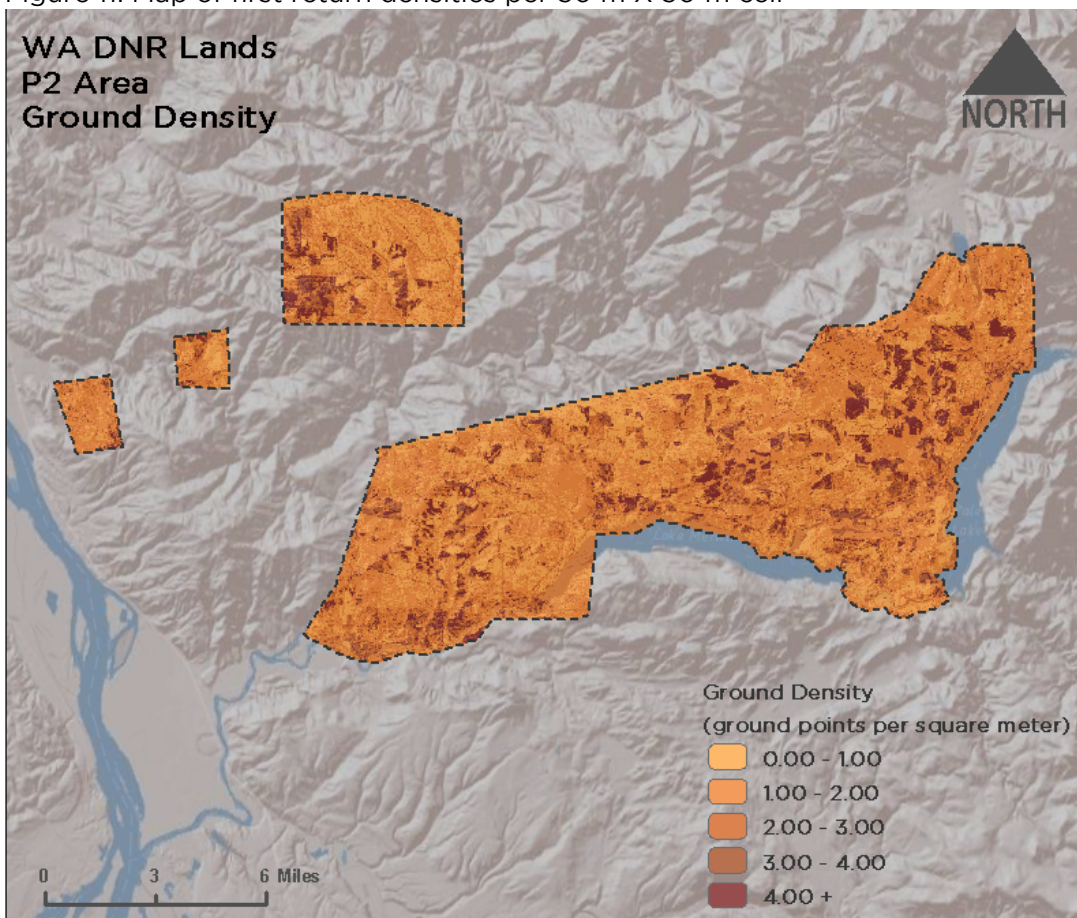 WA DNR Lands
P2 Area
Ground Density
NORTH
Ground Density
(ground points per square meter)
0.00 - 1.00
1.00 - 2.00
2.00 - 3.00
3.00 - 4.00
4.00 +
0 3 6 Miles